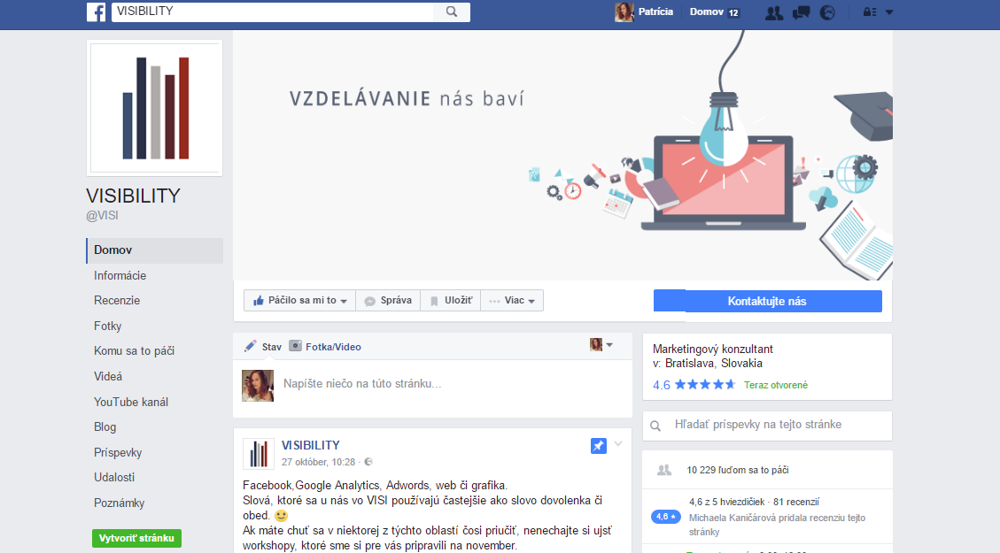 VISIBILITY
Patrícia
Domov 12
VZDELÁVANIE nás baví
VISIBILITY
@VISI
Domov
Informácie
Recenzie
Fotky
Komu sa to páči
Videá
YouTube kanál
Blog
Príspevky
Udalosti
Poznámky
Vytvoriť stránku
Páčilo sa mi to
Správa
Uložiť
Viac
Kontaktujte nás
Stav
Fotka/Video
Napíšte niečo na túto stránku...
VISIBILITY
27 október, 10:28 ·
Facebook,Google Analytics, Adwords, web či grafika.
Slová, ktoré sa u nás vo VISI používajú častejšie ako slovo dovolenka či
obed. 😉
Ak máte chuť sa v niektorej z týchto oblastí čosi priučiť, nenechajte si ujsť
workshopy, ktoré sme si pre vás pripravili na november.
Marketingový konzultant
v: Bratislava, Slovakia
4.6 ★★★★★ Teraz otvorené
Hľadať príspevky na tejto stránke
10 229 ľuďom sa to páči
4,6 z 5 hviezdičiek · 81 recenzií
4,6 ★
Michaela Kaničárová pridala recenziu tejto
stránky